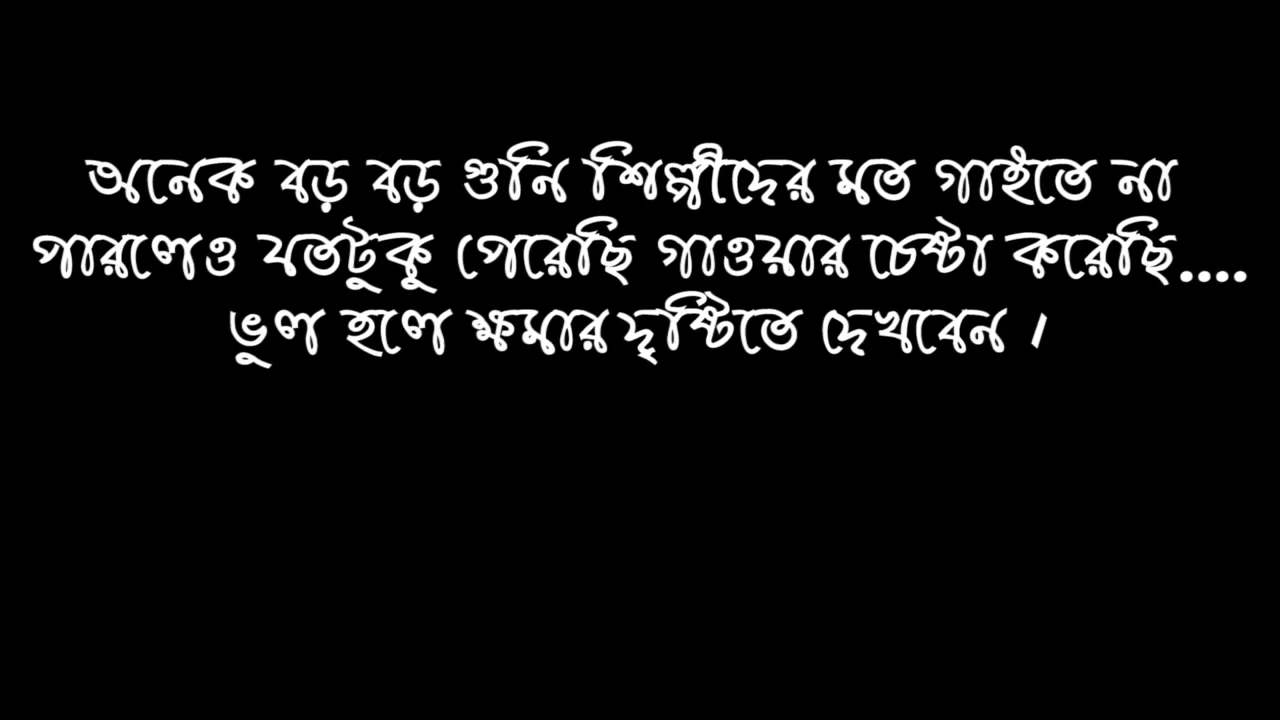 অনেক বড় বড় গুনি শিল্পীদের মত গাইতে না
পারলেও যতটুকু পেরেছি গাওয়ার চেষ্টা করেছি....
ভুল হলে ক্ষমার দৃষ্টিতে দেখবেন ।